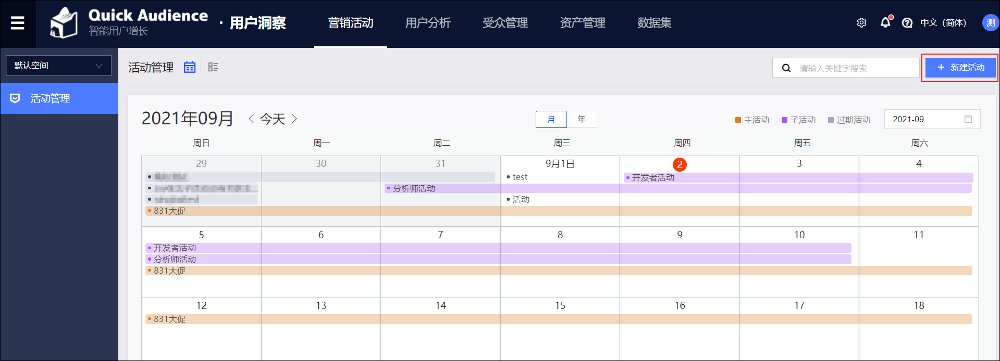 Quick Audience
智能用户增长
· 用户洞察
营销活动
用户分析
受众管理
资产管理
数据集
中文（简体）
测
默认空间
活动管理
活动管理
请输入关键字搜索
+ 新建活动
2021年09月
< 今天 >
月
年
主活动
子活动
过期活动
2021-09
周日 周一 周二 周三 周四 周五 周六
29 30 31 9月1日 2 3 4
test
开发者活动
分析师活动
活动
831大促
5 6 7 8 9 10 11
开发者活动
分析师活动
831大促
12 13 14 15 16 17 18
831大促